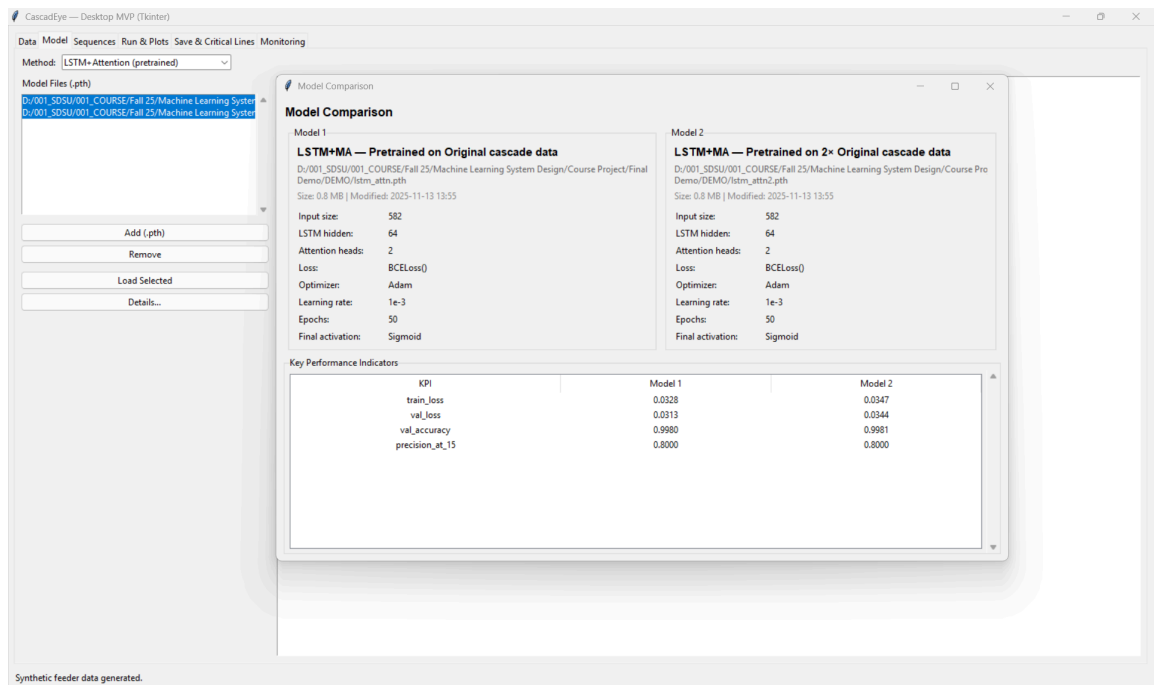 CascadEye — Desktop MVP (Tkinter)
Data Model Sequences Run & Plots Save & Critical Lines Monitoring
Method: LSTM+Attention (pretrained)
Model Files (.pth)
D:/001_SDSU/001_COURSE/Fall 25/Machine Learning System
D:/001_SDSU/001_COURSE/Fall 25/Machine Learning System
Add (.pth)
Remove
Load Selected
Details...
Model Comparison
Model Comparison
Model 1
LSTM+MA — Pretrained on Original cascade data
D:/001_SDSU/001_COURSE/Fall 25/Machine Learning System Design/Course Project/Final
Demo/DEMO/lstm_attn.pth
Size: 0.8 MB | Modified: 2025-11-13 13:55
Input size: 582
LSTM hidden: 64
Attention heads: 2
Loss: BCELoss()
Optimizer: Adam
Learning rate: 1e-3
Epochs: 50
Final activation: Sigmoid
Model 2
LSTM+MA — Pretrained on 2× Original cascade data
D:/001_SDSU/001_COURSE/Fall 25/Machine Learning System Design/Course Pro
Demo/DEMO/lstm_attn2.pth
Size: 0.8 MB | Modified: 2025-11-13 13:55
Input size: 582
LSTM hidden: 64
Attention heads: 2
Loss: BCELoss()
Optimizer: Adam
Learning rate: 1e-3
Epochs: 50
Final activation: Sigmoid
Key Performance Indicators
KPI Model 1 Model 2
train_loss 0.0328 0.0347
val_loss 0.0313 0.0344
val_accuracy 0.9980 0.9981
precision_at_15 0.8000 0.8000
Synthetic feeder data generated.